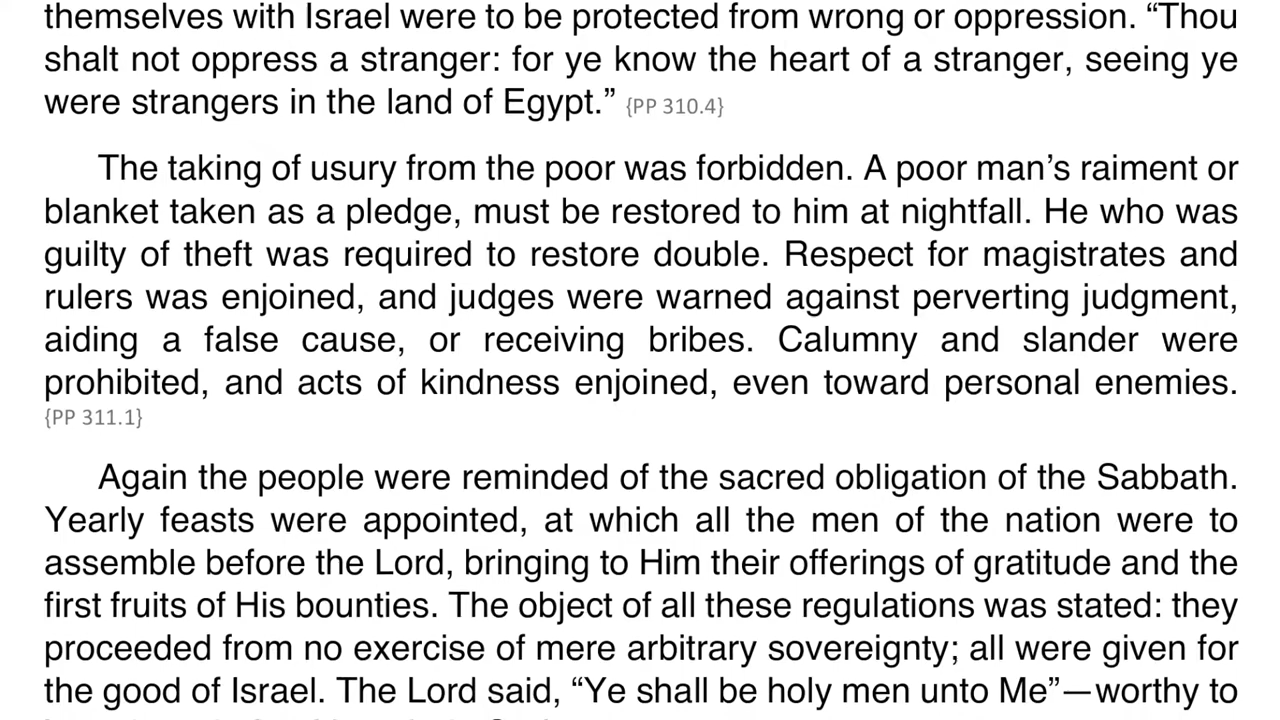 themselves with Israel were to be protected from wrong or oppression. “Thou
shalt not oppress a stranger: for ye know the heart of a stranger, seeing ye
were strangers in the land of Egypt.” {PP 310.4}
The taking of usury from the poor was forbidden. A poor man’s raiment or
blanket taken as a pledge, must be restored to him at nightfall. He who was
guilty of theft was required to restore double. Respect for magistrates and
rulers was enjoined, and judges were warned against perverting judgment,
aiding a false cause, or receiving bribes. Calumny and slander were
prohibited, and acts of kindness enjoined, even toward personal enemies.
{PP 311.1}
Again the people were reminded of the sacred obligation of the Sabbath.
Yearly feasts were appointed, at which all the men of the nation were to
assemble before the Lord, bringing to Him their offerings of gratitude and the
first fruits of His bounties. The object of all these regulations was stated: they
proceeded from no exercise of mere arbitrary sovereignty; all were given for
the good of Israel. The Lord said, “Ye shall be holy men unto Me”—worthy to